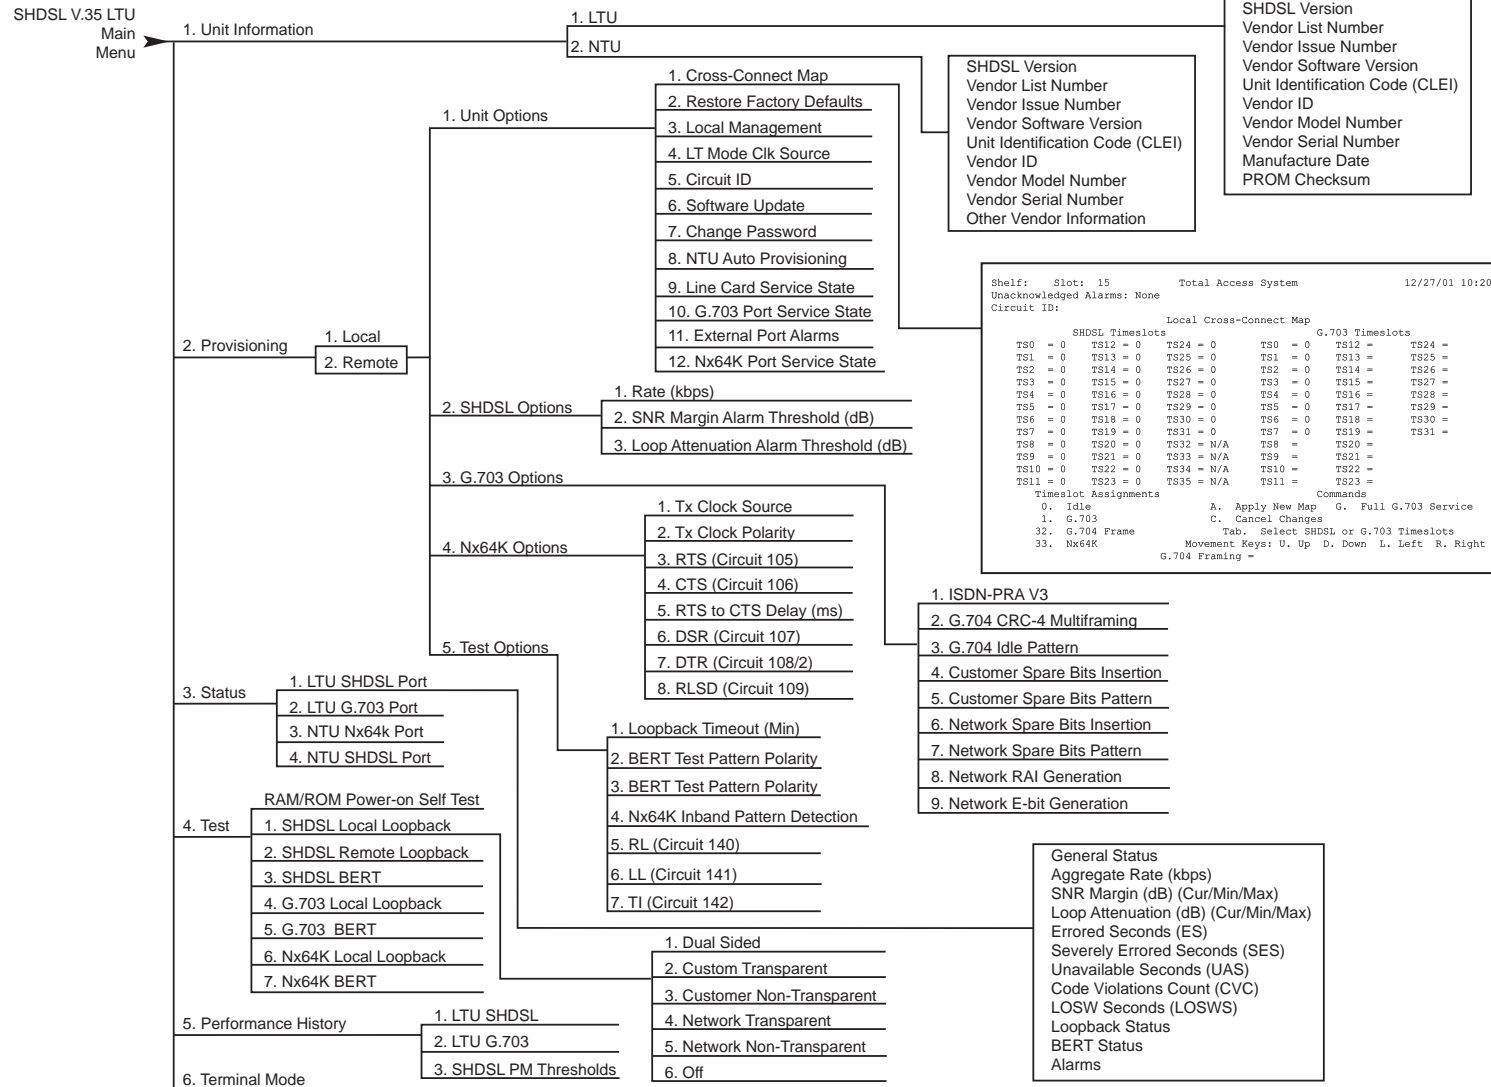 SHDSL V.35 LTU
Main
Menu
1. Unit Information
1. LTU
2. NTU
SHDSL Version
Vendor List Number
Vendor Issue Number
Vendor Software Version
Unit Identification Code (CLEI)
Vendor ID
Vendor Model Number
Vendor Serial Number
Manufacture Date
PROM Checksum
SHDSL Version
Vendor List Number
Vendor Issue Number
Vendor Software Version
Unit Identification Code (CLEI)
Vendor ID
Vendor Model Number
Vendor Serial Number
Other Vendor Information
2. Provisioning
1. Local
2. Remote
1. Unit Options
1. Cross-Connect Map
2. Restore Factory Defaults
3. Local Management
4. LT Mode Clk Source
5. Circuit ID
6. Software Update
7. Change Password
8. NTU Auto Provisioning
9. Line Card Service State
10. G.703 Port Service State
11. External Port Alarms
12. Nx64K Port Service State
Shelf: Slot: 15 Total Access System 12/27/01 10:20
Unacknowledged Alarms: None
Circuit ID:
Local Cross-Connect Map
SHDSL Timeslots G.703 Timeslots
TS0 = 0 TS12 = 0 TS24 = 0 TS0 = 0 TS12 = TS24 =
TS1 = 0 TS13 = 0 TS25 = 0 TS1 = 0 TS13 = TS25 =
TS2 = 0 TS14 = 0 TS26 = 0 TS2 = 0 TS14 = TS26 =
TS3 = 0 TS15 = 0 TS27 = 0 TS3 = 0 TS15 = TS27 =
TS4 = 0 TS16 = 0 TS28 = 0 TS4 = 0 TS16 = TS28 =
TS5 = 0 TS17 = 0 TS29 = 0 TS5 = 0 TS17 = TS29 =
TS6 = 0 TS18 = 0 TS30 = 0 TS6 = 0 TS18 = TS30 =
TS7 = 0 TS19 = 0 TS31 = 0 TS7 = 0 TS19 = TS31 =
TS8 = 0 TS20 = 0 TS32 = N/A TS8 = TS20 =
TS9 = 0 TS21 = 0 TS33 = N/A TS9 = TS21 =
TS10 = 0 TS22 = 0 TS34 = N/A TS10 = TS22 =
TS11 = 0 TS23 = 0 TS35 = N/A TS11 = TS23 =
Timeslot Assignments Commands
0. Idle A. Apply New Map G. Full G.703 Service
1. G.703 C. Cancel Changes
32. G.704 Frame Tab. Select SHDSL or G.703 Timeslots
33. Nx64K Movement Keys: U. Up D. Down L. Left R. Right
G.704 Framing =
2. SHDSL Options
1. Rate (kbps)
2. SNR Margin Alarm Threshold (dB)
3. Loop Attenuation Alarm Threshold (dB)
3. G.703 Options
1. ISDN-PRA V3
2. G.704 CRC-4 Multiframing
3. G.704 Idle Pattern
4. Customer Spare Bits Insertion
5. Customer Spare Bits Pattern
6. Network Spare Bits Insertion
7. Network Spare Bits Pattern
8. Network RAI Generation
9. Network E-bit Generation
4. Nx64K Options
1. Tx Clock Source
2. Tx Clock Polarity
3. RTS (Circuit 105)
4. CTS (Circuit 106)
5. RTS to CTS Delay (ms)
6. DSR (Circuit 107)
7. DTR (Circuit 108/2)
8. RLSD (Circuit 109)
5. Test Options
1. Loopback Timeout (Min)
2. BERT Test Pattern Polarity
3. BERT Test Pattern Polarity
4. Nx64K Inband Pattern Detection
5. RL (Circuit 140)
6. LL (Circuit 141)
7. TI (Circuit 142)
3. Status
1. LTU SHDSL Port
2. LTU G.703 Port
3. NTU Nx64k Port
4. NTU SHDSL Port
General Status
Aggregate Rate (kbps)
SNR Margin (dB) (Cur/Min/Max)
Loop Attenuation (dB) (Cur/Min/Max)
Errored Seconds (ES)
Severely Errored Seconds (SES)
Unavailable Seconds (UAS)
Code Violations Count (CVC)
LOSW Seconds (LOSWS)
Loopback Status
BERT Status
Alarms
4. Test
RAM/ROM Power-on Self Test
1. SHDSL Local Loopback
2. SHDSL Remote Loopback
3. SHDSL BERT
4. G.703 Local Loopback
5. G.703 BERT
6. Nx64K Local Loopback
7. Nx64K BERT
1. Dual Sided
2. Custom Transparent
3. Customer Non-Transparent
4. Network Transparent
5. Network Non-Transparent
6. Off
5. Performance History
1. LTU SHDSL
2. LTU G.703
3. SHDSL PM Thresholds
6. Terminal Mode